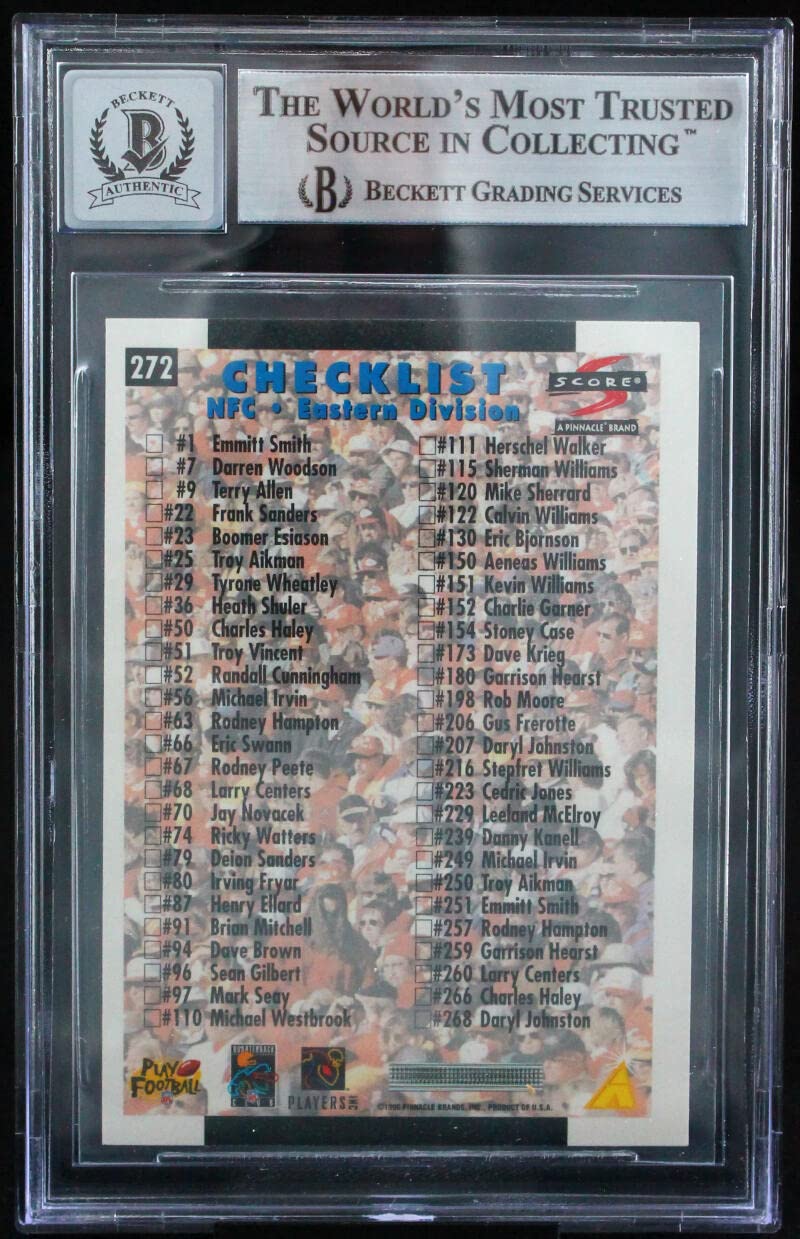 BECKETT
B
AUTHENTIC
THE WORLD'S MOST TRUSTED
SOURCE IN COLLECTING™
B BECKETT GRADING SERVICES
272
CHECKLIST
NFC • Eastern Division
SCORE®
A PINNACLE® BRAND
#1 Emmitt Smith
#7 Darren Woodson
#9 Terry Allen
#22 Frank Sanders
#23 Boomer Esiason
#25 Troy Aikman
#29 Tyrone Wheatley
#36 Heath Shuler
#50 Charles Haley
#51 Troy Vincent
#52 Randall Cunningham
#56 Michael Irvin
#63 Rodney Hampton
#66 Eric Swann
#67 Rodney Peete
#68 Larry Centers
#70 Jay Novacek
#74 Ricky Watters
#79 Deion Sanders
#80 Irving Fryar
#87 Henry Ellard
#91 Brian Mitchell
#94 Dave Brown
#96 Sean Gilbert
#97 Mark Seay
#110 Michael Westbrook
#111 Herschel Walker
#115 Sherman Williams
#120 Mike Sherrard
#122 Calvin Williams
#130 Eric Bjornson
#150 Aeneas Williams
#151 Kevin Williams
#152 Charlie Garner
#154 Stoney Case
#173 Dave Krieg
#180 Garrison Hearst
#198 Rob Moore
#206 Gus Frerotte
#207 Daryl Johnston
#216 Stepfret Williams
#223 Cedric Jones
#229 Leeland McElroy
#239 Danny Kanell
#249 Michael Irvin
#250 Troy Aikman
#251 Emmitt Smith
#257 Rodney Hampton
#259 Garrison Hearst
#260 Larry Centers
#266 Charles Haley
#268 Daryl Johnston
PLAY
FOOTBALL
QUARTERBACK
CLUB
PLAYERS INC
©1996 PINNACLE BRANDS, INC. PRODUCT OF U.S.A.